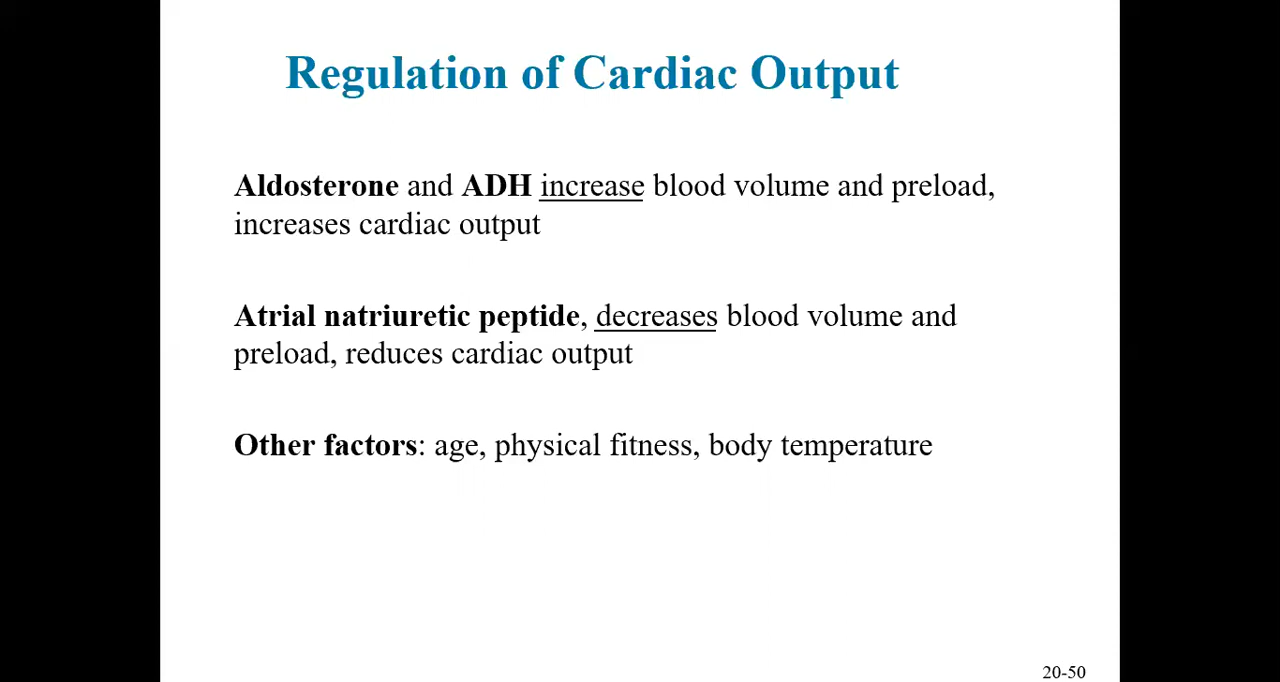 Regulation of Cardiac Output
Aldosterone and ADH increase blood volume and preload,
increases cardiac output
Atrial natriuretic peptide, decreases blood volume and
preload, reduces cardiac output
Other factors: age, physical fitness, body temperature
20-50